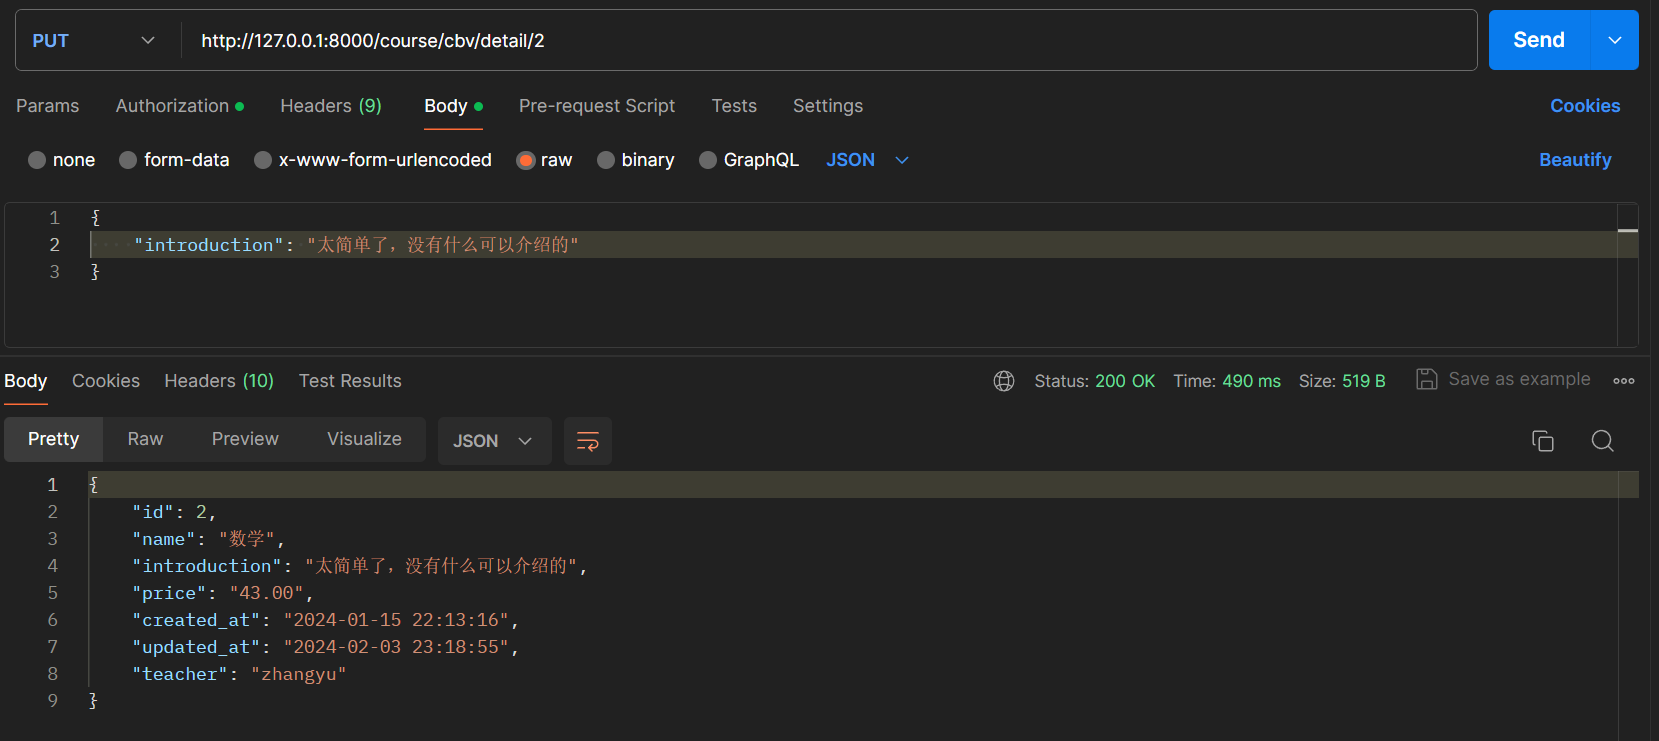 PUT http://127.0.0.1:8000/course/cbv/detail/2 Send
Params Authorization Headers (9) Body Pre-request Script Tests Settings Cookies
none form-data x-www-form-urlencoded raw binary GraphQL JSON Beautify
1 {
2 "introduction": "太简单了，没有什么可以介绍的"
3 }
Body Cookies Headers (10) Test Results Status: 200 OK Time: 490 ms Size: 519 B Save as example
Pretty Raw Preview Visualize JSON
1 {
2 "id": 2,
3 "name": "数学",
4 "introduction": "太简单了，没有什么可以介绍的",
5 "price": "43.00",
6 "created_at": "2024-01-15 22:13:16",
7 "updated_at": "2024-02-03 23:18:55",
8 "teacher": "zhangyu"
9 }